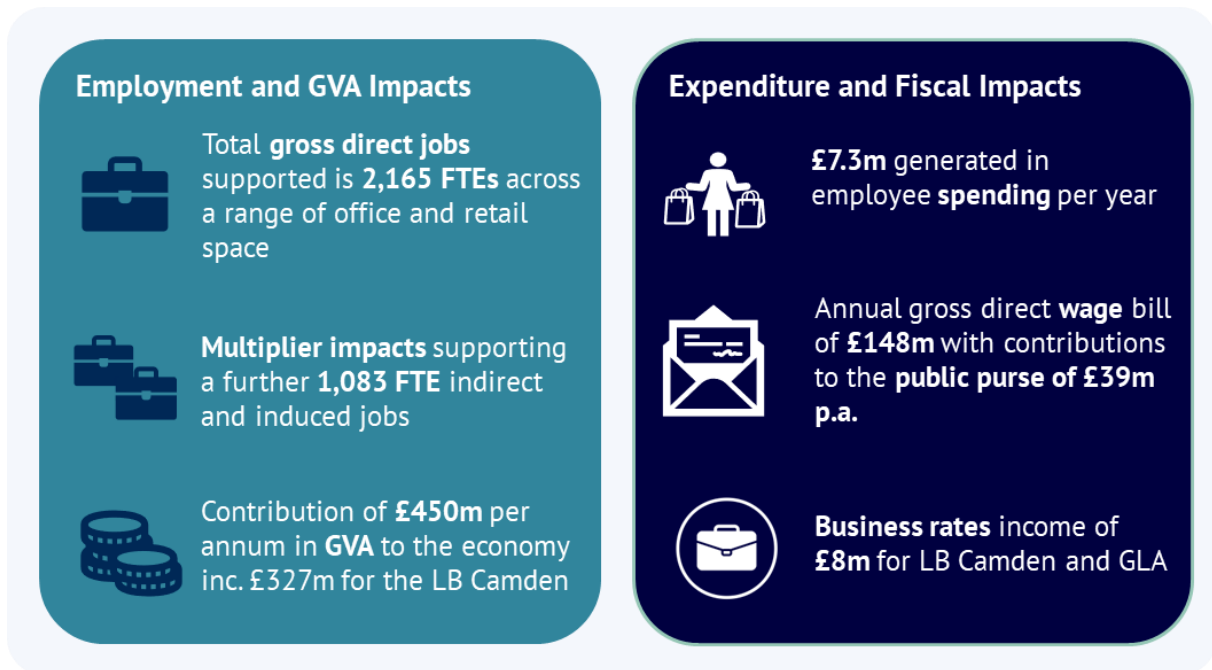 Employment and GVA Impacts
Total gross direct jobs
supported is 2,165 FTEs across
a range of office and retail
space
Multiplier impacts supporting
a further 1,083 FTE indirect
and induced jobs
Contribution of £450m per
annum in GVA to the economy
inc. £327m for the LB Camden
Expenditure and Fiscal Impacts
£7.3m generated in
employee spending per year
Annual gross direct wage bill
of £148m with contributions
to the public purse of £39m
p.a.
Business rates income of
£8m for LB Camden and GLA